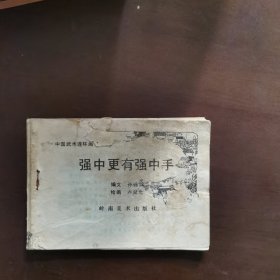 中国武术连环画
强中更有强中手
编文
绘画
岭南美术出版社